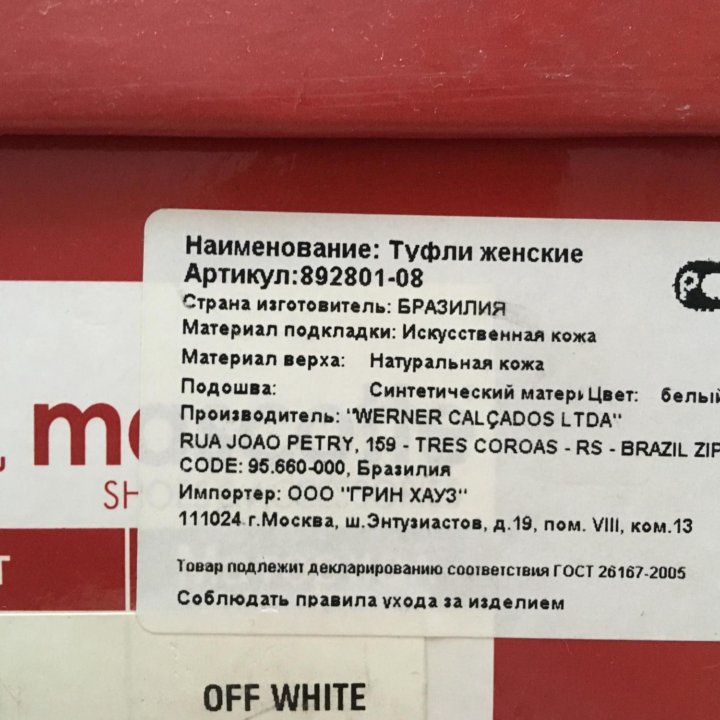 Наименование: Туфли женские
Артикул:892801-08
Страна изготовитель: БРАЗИЛИЯ
Материал подкладки: Искусственная кожа
Материал верха: Натуральная кожа
Подошва: Синтетический матери Цвет: белый
Производитель: "WERNER CALÇADOS LTDA"
RUA JOAO PETRY, 159 - TRES COROAS - RS - BRAZIL ZIP
CODE: 95.660-000, Бразилия
Импортер: ООО "ГРИН ХАУЗ"
111024 г.Москва, ш.Энтузиастов, д.19, пом. VIII, ком.13
Товар подлежит декларированию соответствия ГОСТ 26167-2005
Соблюдать правила ухода за изделием
OFF WHITE